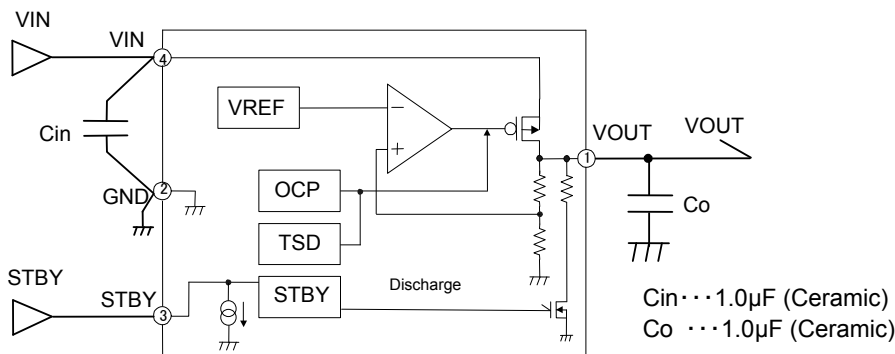 VIN
VIN
4
Cin
VREF
−
+
VOUT
VOUT
1
GND
2
OCP
TSD
Co
STBY
STBY
3
STBY
Discharge
Cin･･･1.0µF (Ceramic)
Co ･･･1.0µF (Ceramic)